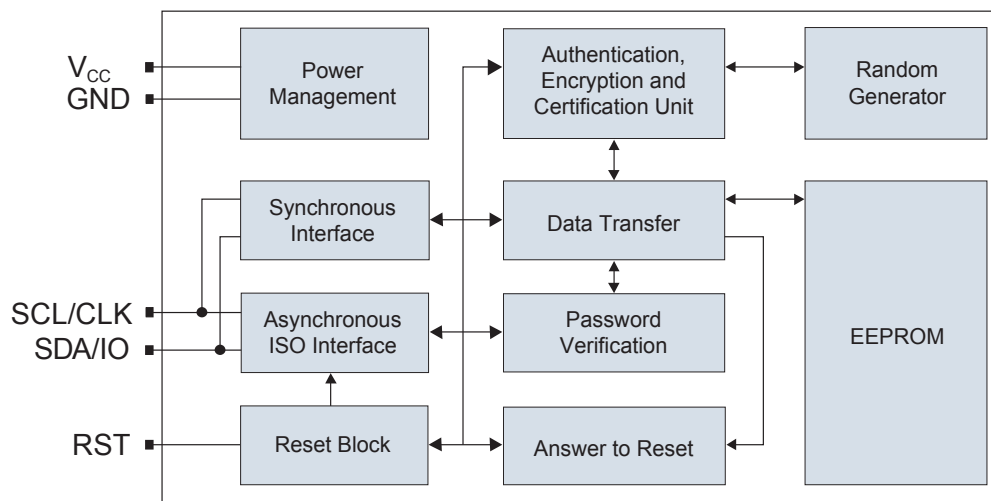 V_CC
GND
Power
Management
Authentication,
Encryption and
Certification Unit
Random
Generator
Synchronous
Interface
Data Transfer
SCL/CLK
SDA/IO
Asynchronous
ISO Interface
Password
Verification
EEPROM
RST
Reset Block
Answer to Reset